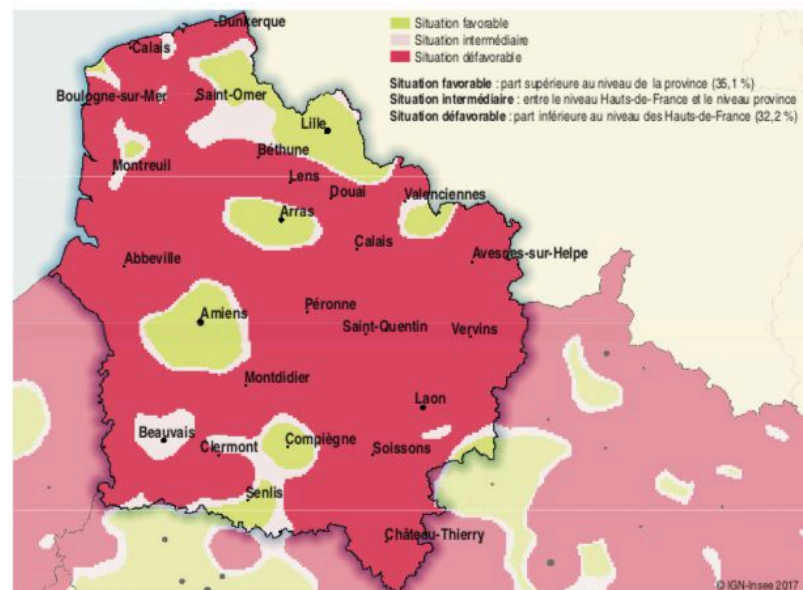 Dunkerque
Situation favorable
Calais
Situation intermédiaire
Situation défavorable
Situation favorable : part supérieure au niveau de la province (35,1 %)
Boulogne-sur-Mer
Saint-Omer
Situation intermédiaire : entre le niveau Hauts-de-France et le niveau province
Situation défavorable : part inférieure au niveau des Hauts-de-France (32,2 %)
Lille
Béthune
Montreuil
Lens
Douai
Valenciennes
Arras
Calais
Avesnes-sur-Helpe
Abbeville
Amiens
Péronne
Saint-Quentin
Vervins
Montdidier
Laon
Beauvais
Clermont
Compiègne
Soissons
Senlis
Château-Thierry
© IGN-Insee 2017